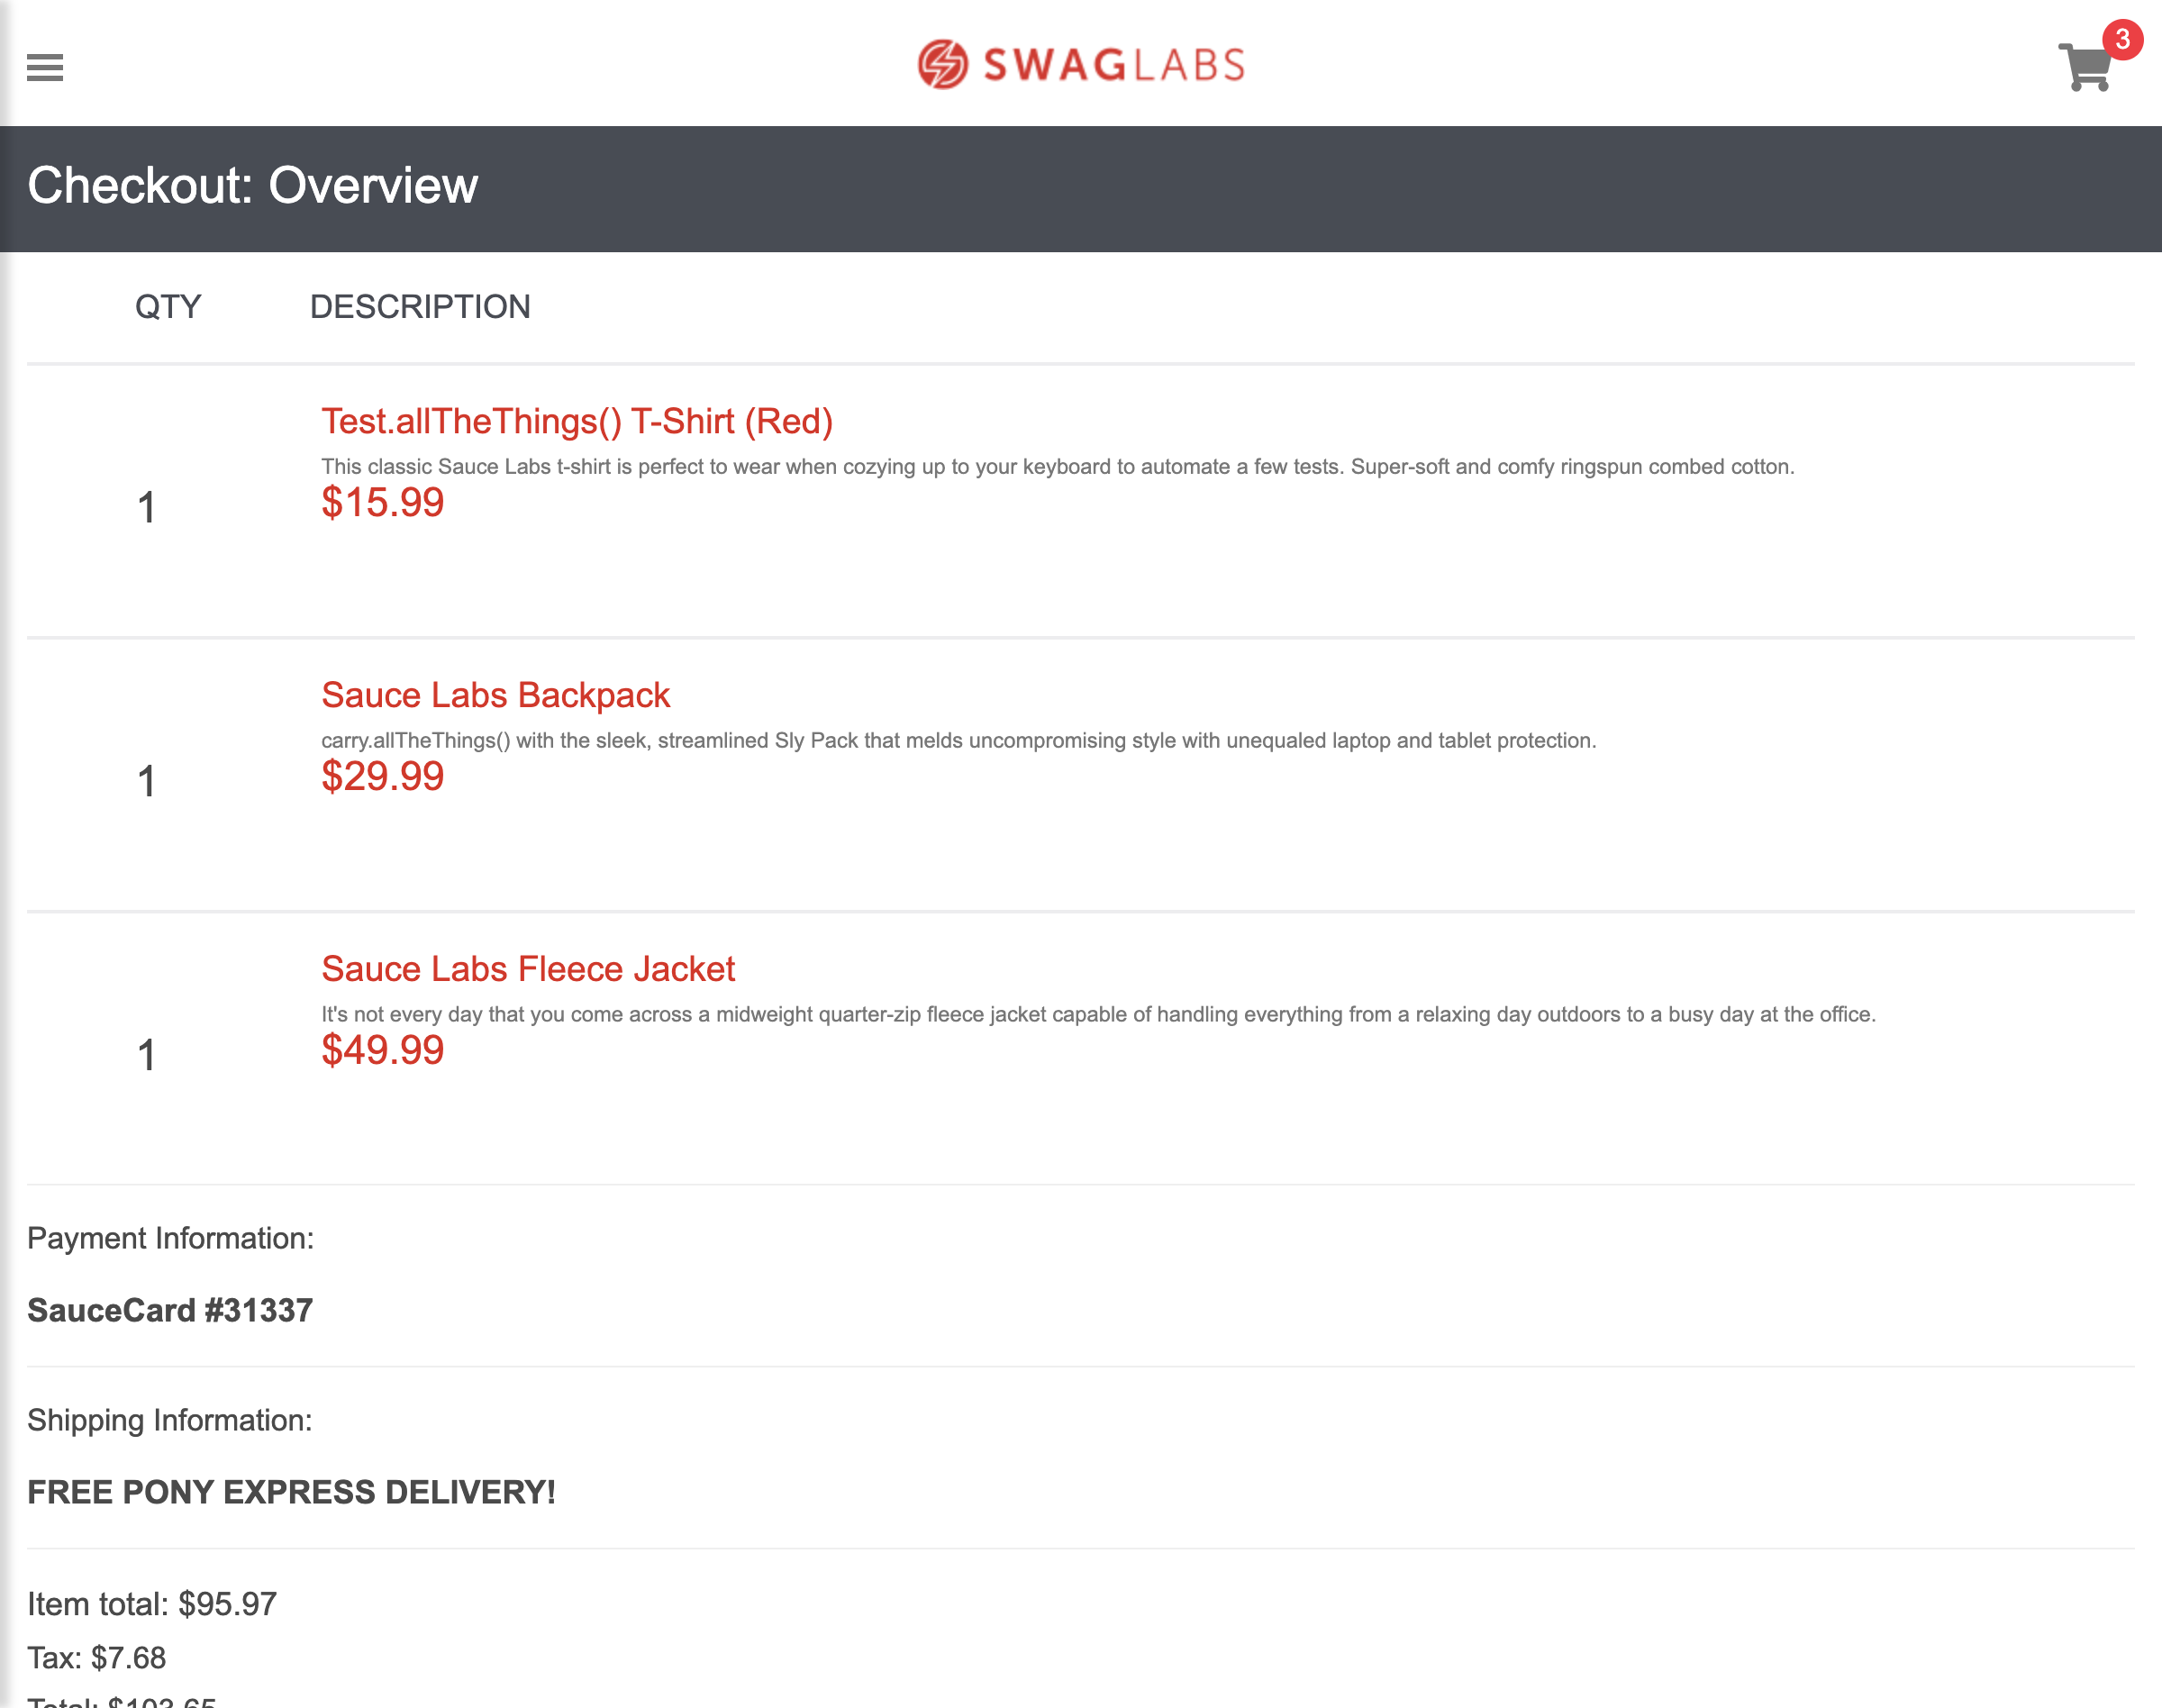 SWAGLABS
3
Checkout: Overview
QTY DESCRIPTION
Test.allTheThings() T-Shirt (Red)
This classic Sauce Labs t-shirt is perfect to wear when cozying up to your keyboard to automate a few tests. Super-soft and comfy ringspun combed cotton.
1
$15.99
Sauce Labs Backpack
carry.allTheThings() with the sleek, streamlined Sly Pack that melds uncompromising style with unequaled laptop and tablet protection.
1
$29.99
Sauce Labs Fleece Jacket
It's not every day that you come across a midweight quarter-zip fleece jacket capable of handling everything from a relaxing day outdoors to a busy day at the office.
1
$49.99
Payment Information:
SauceCard #31337
Shipping Information:
FREE PONY EXPRESS DELIVERY!
Item total: $95.97
Tax: $7.68
Total: $103.65